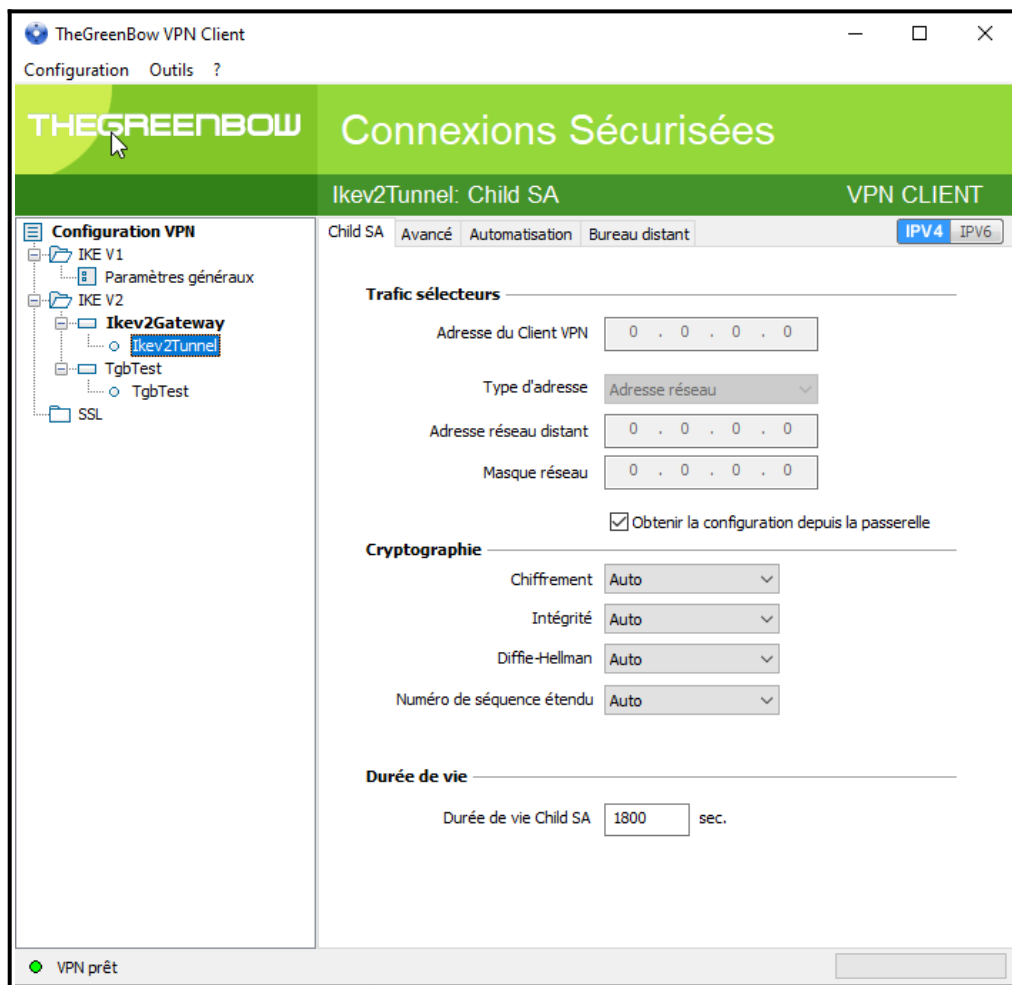 TheGreenBow VPN Client
Configuration Outils ?
THEGREENBOW
Connexions Sécurisées
Ikev2Tunnel: Child SA
VPN CLIENT
Configuration VPN
IKE V1
Paramètres généraux
IKE V2
Ikev2Gateway
Ikev2Tunnel
TgbTest
TgbTest
SSL
Child SA Avancé Automatisation Bureau distant
IPV4 IPV6
Trafic sélecteurs
Adresse du Client VPN 0 . 0 . 0 . 0
Type d'adresse Adresse réseau
Adresse réseau distant 0 . 0 . 0 . 0
Masque réseau 0 . 0 . 0 . 0
Obtenir la configuration depuis la passerelle
Cryptographie
Chiffrement Auto
Intégrité Auto
Diffie-Hellman Auto
Numéro de séquence étendu Auto
Durée de vie
Durée de vie Child SA 1800 sec.
VPN prêt